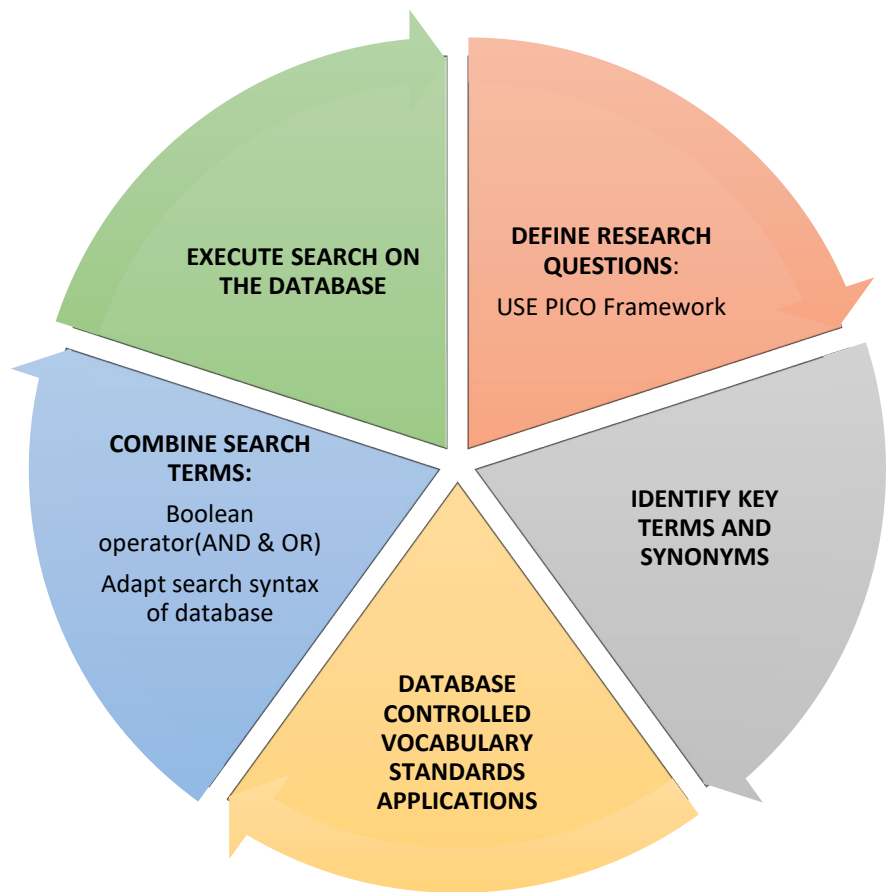 DEFINE RESEARCH
QUESTIONS:
USE PICO Framework
IDENTIFY KEY
TERMS AND
SYNONYMS
DATABASE
CONTROLLED
VOCABULARY
STANDARDS
APPLICATIONS
COMBINE SEARCH
TERMS:
Boolean
operator(AND & OR)
Adapt search syntax
of database
EXECUTE SEARCH ON
THE DATABASE